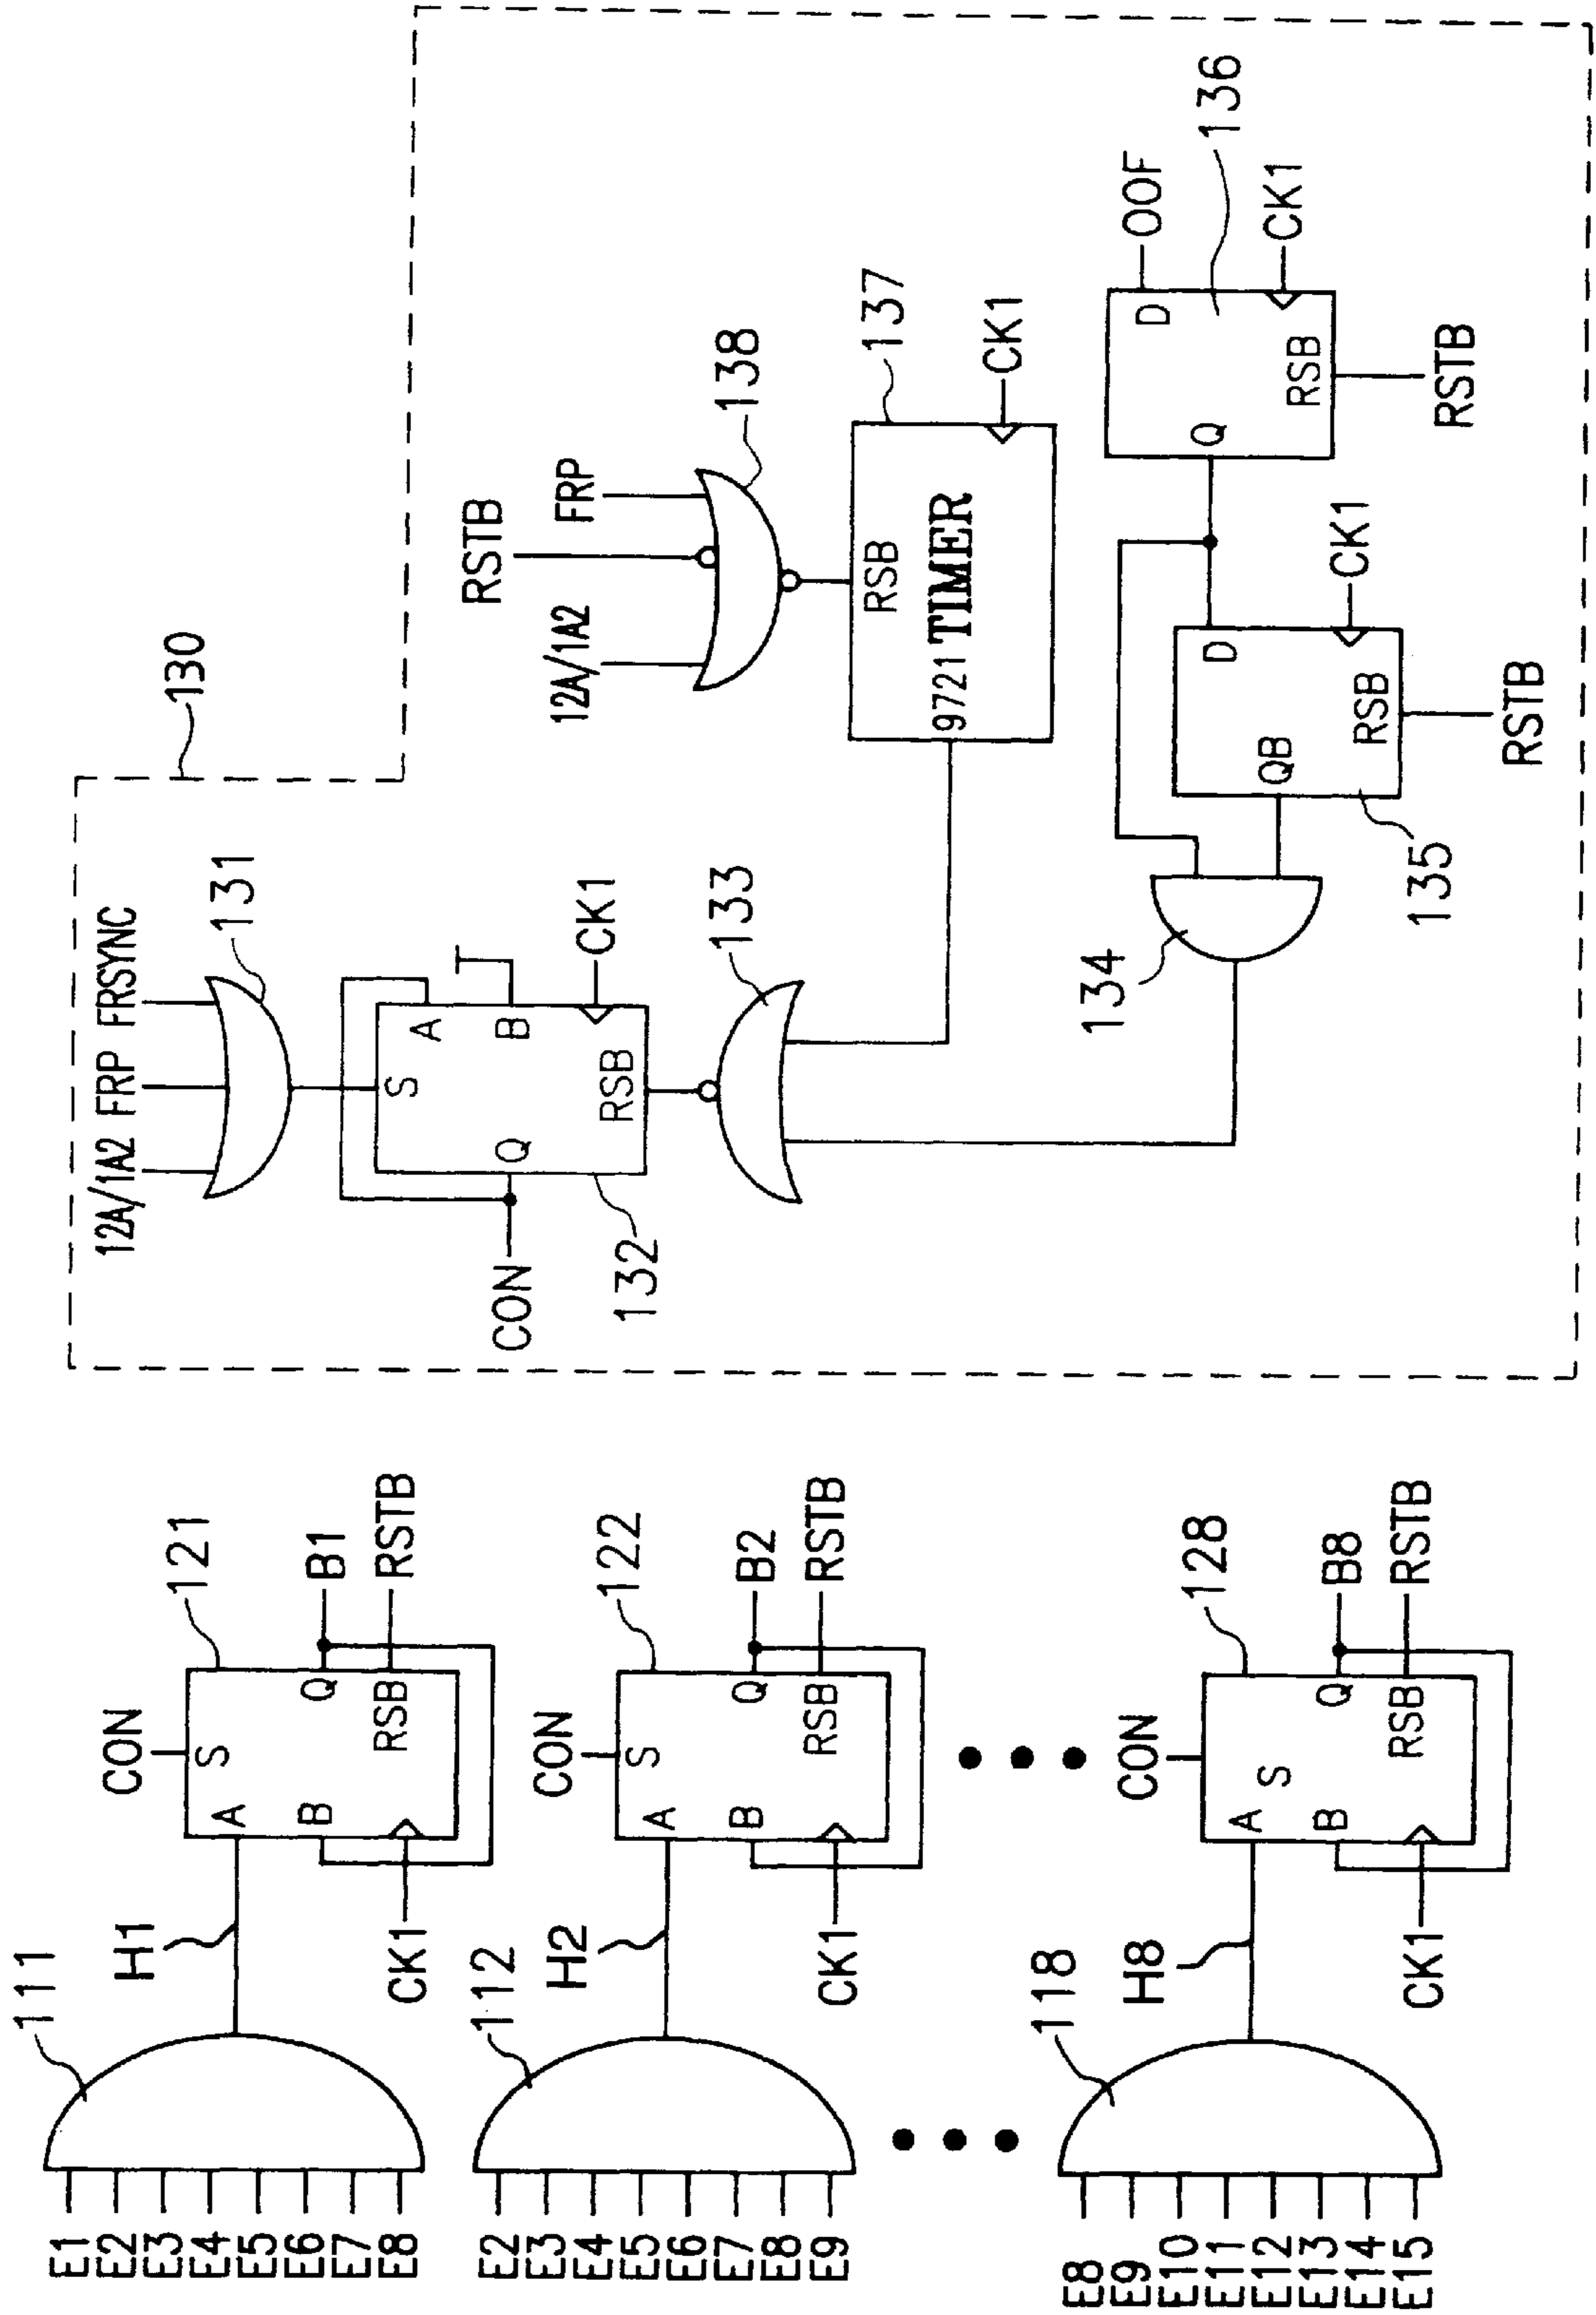 E1
E2
E3
E4
E5
E6
E7
E8
111
H1
CON
121
S
A
Q
B
RSB
B1
RSTB
CK1
E2
E3
E4
E5
E6
E7
E8
E9
112
H2
CON
122
S
A
Q
B
RSB
B2
RSTB
CK1
E8
E9
E10
E11
E12
E13
E14
E15
118
H8
CON
128
S
A
Q
B
RSB
B8
RSTB
CK1
130
12A/1A2 FRP FRSYNC
131
S
A
Q
B
RSB
CON
CK1
132
133
RSTB
12A/1A2
FRP
138
RSB
9721 TIMER
137
CK1
134
D
QB
RSB
CK1
135
RSTB
D
Q
RSB
OOF
136
CK1
RSTB